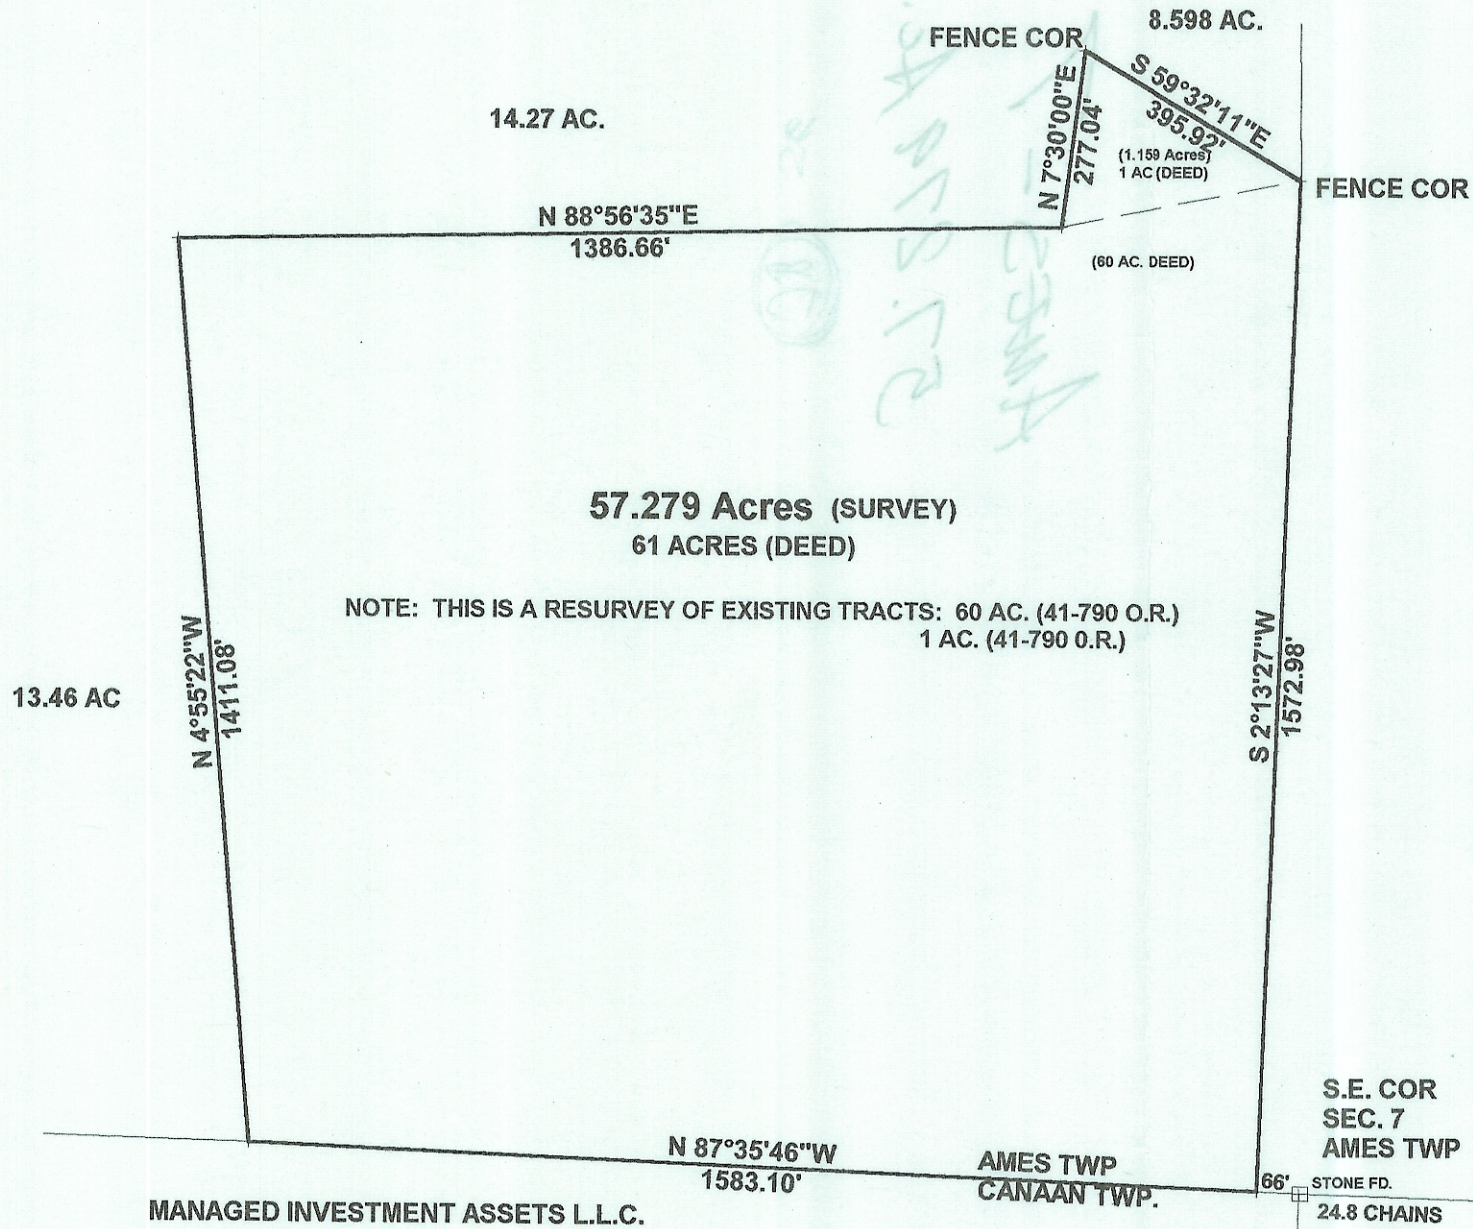 8.598 AC.
FENCE COR
S 59°32'11"E
395.92'
N 7°30'00"E
277.04'
(1.159 Acres)
1 AC (DEED)
14.27 AC.
FENCE COR
N 88°56'35"E
1386.66'
(60 AC. DEED)
57.279 Acres (SURVEY)
61 ACRES (DEED)
NOTE: THIS IS A RESURVEY OF EXISTING TRACTS: 60 AC. (41-790 O.R.)
1 AC. (41-790 0.R.)
N 4°55'22"W
1411.08'
S 2°13'27"W
1572.98'
13.46 AC
S.E. COR
SEC. 7
AMES TWP
N 87°35'46"W
1583.10'
AMES TWP
CANAAN TWP.
66'
STONE FD.
24.8 CHAINS
MANAGED INVESTMENT ASSETS L.L.C.